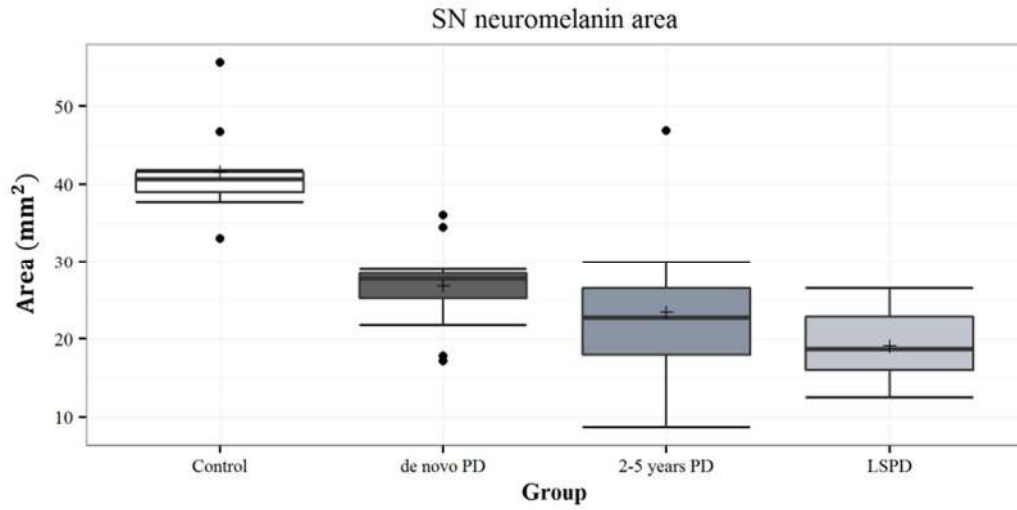 SN neuromelanin area
Area (mm²)
50
40
30
20
10
Control
de novo PD
2-5 years PD
LSPD
Group